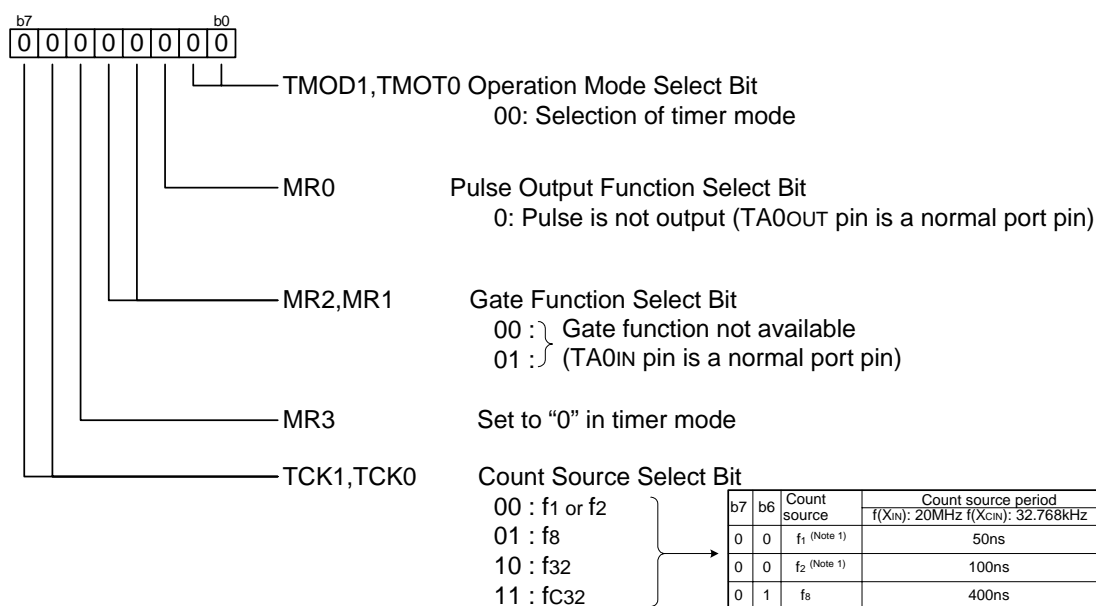 b7 b0
0 0 0 0 0 0 0 0
TMOD1,TMOT0 Operation Mode Select Bit
00: Selection of timer mode
MR0 Pulse Output Function Select Bit
0: Pulse is not output (TA0OUT pin is a normal port pin)
MR2,MR1 Gate Function Select Bit
00 : Gate function not available
01 : (TA0IN pin is a normal port pin)
MR3 Set to “0” in timer mode
TCK1,TCK0 Count Source Select Bit
00 : f1 or f2
01 : f8
10 : f32
11 : fC32
b7 b6 Count source Count source period
f(XIN): 20MHz f(XCIN): 32.768kHz
0 0 f1 (Note 1) 50ns
0 0 f2 (Note 1) 100ns
0 1 f8 400ns